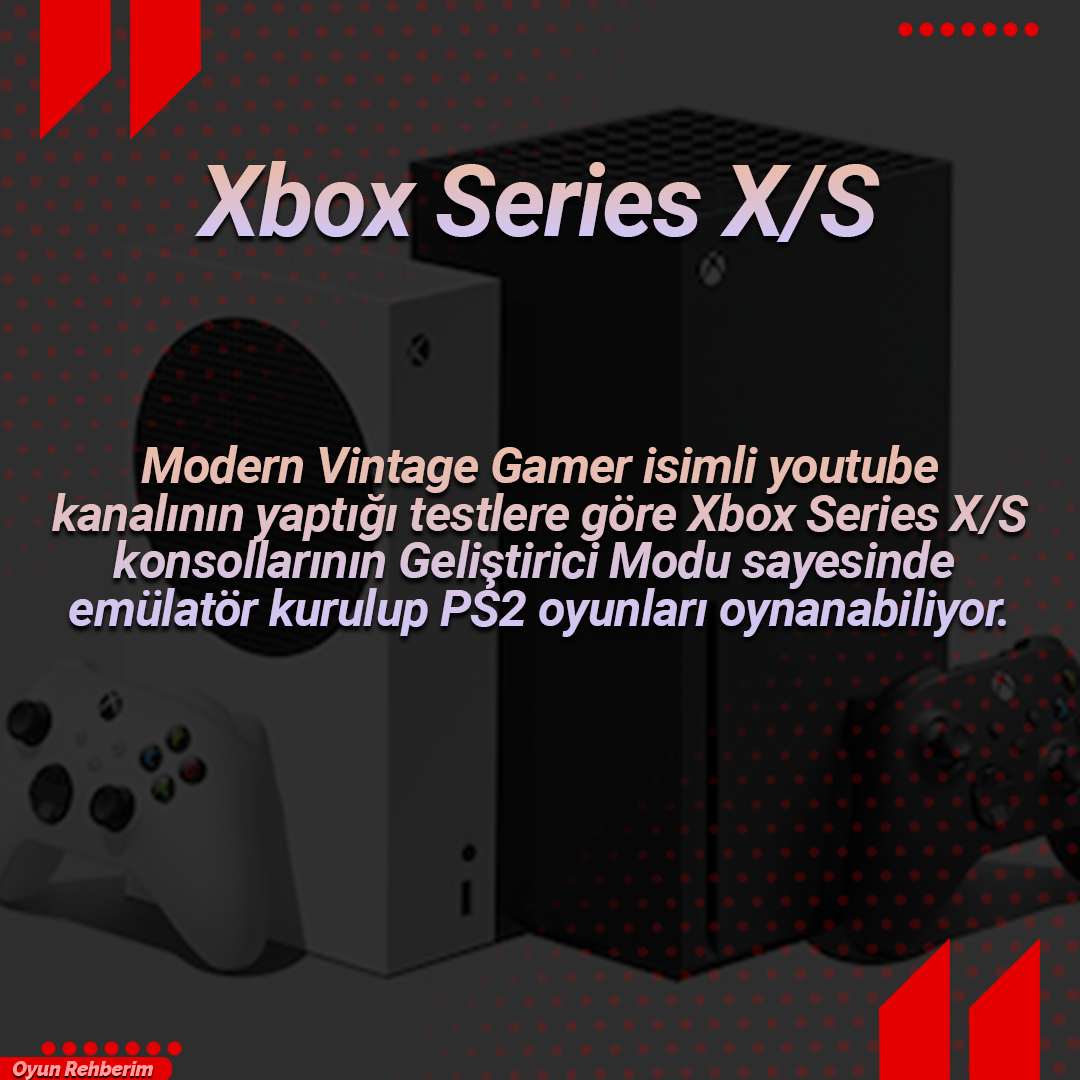 Xbox Series X/S
Modern Vintage Gamer isimli youtube
kanalının yaptığı testlere göre Xbox Series X/S
konsollarının Geliştirici Modu sayesinde
emülatör kurulup PS2 oyunları oynanabiliyor.
Oyun Rehberim